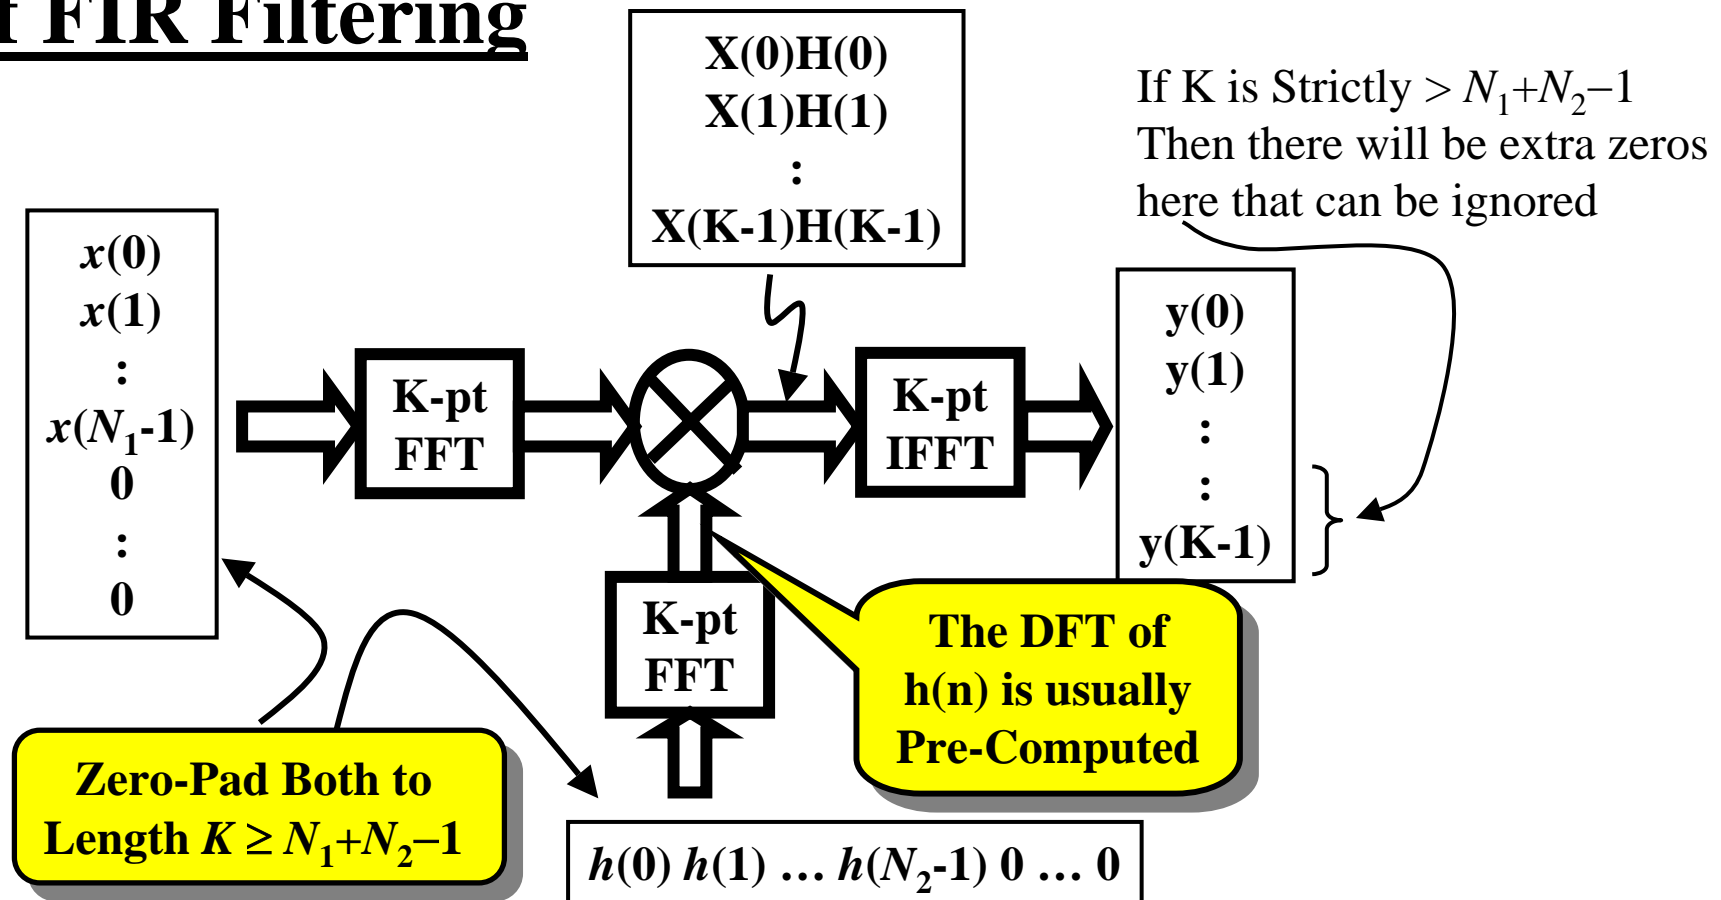 f FIR Filtering
X(0)H(0)
X(1)H(1)
:
X(K-1)H(K-1)
If K is Strictly > N₁+N₂−1
Then there will be extra zeros
here that can be ignored
x(0)
x(1)
:
x(N₁-1)
0
:
0
K-pt
FFT
K-pt
IFFT
y(0)
y(1)
:
:
y(K-1)
K-pt
FFT
The DFT of
h(n) is usually
Pre-Computed
Zero-Pad Both to
Length K ≥ N₁+N₂−1
h(0) h(1) … h(N₂-1) 0 … 0